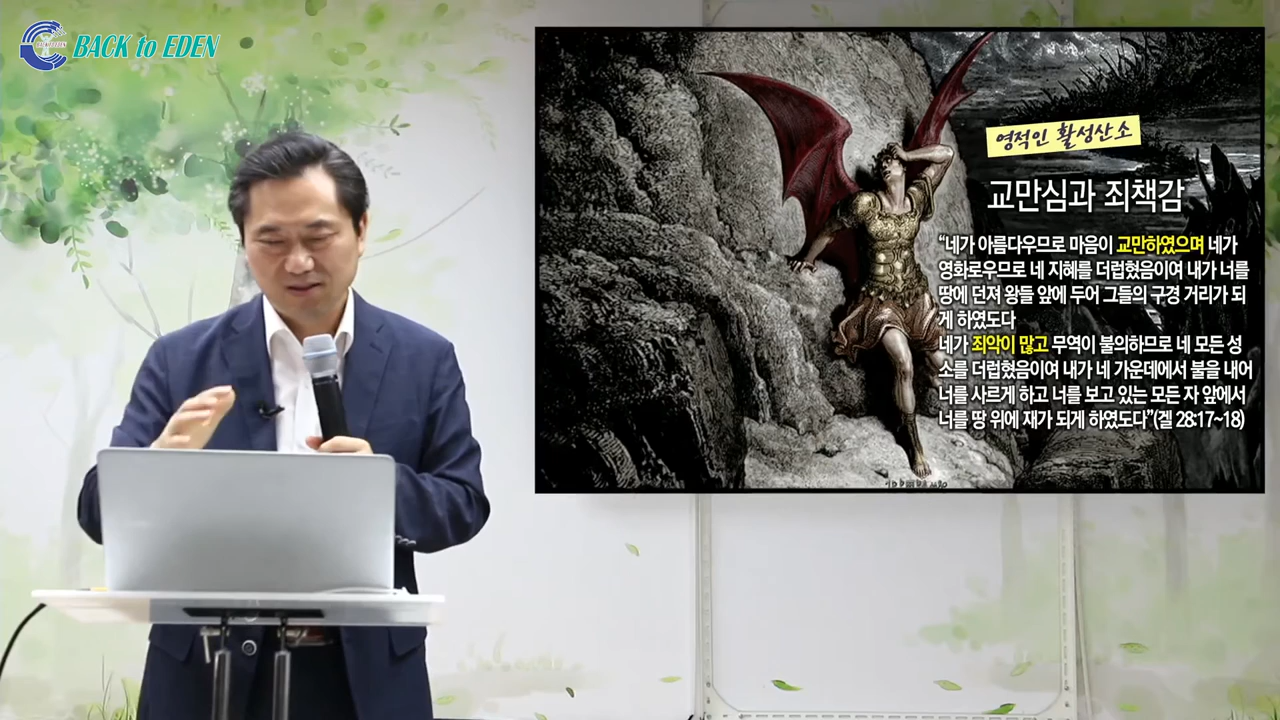 BACK to EDEN
영적인 활성산소
교만심과 죄책감
“네가 아름다우므로 마음이 교만하였으며 네가
영화로우므로 네 지혜를 더럽혔음이여 내가 너를
땅에 던져 왕들 앞에 두어 그들의 구경 거리가 되
게 하였도다
네가 죄악이 많고 무역이 불의하므로 네 모든 성
소를 더럽혔음이여 내가 네 가운데에서 불을 내어
너를 사르게 하고 너를 보고 있는 모든 자 앞에서
너를 땅 위에 재가 되게 하였도다”(겔 28:17~18)